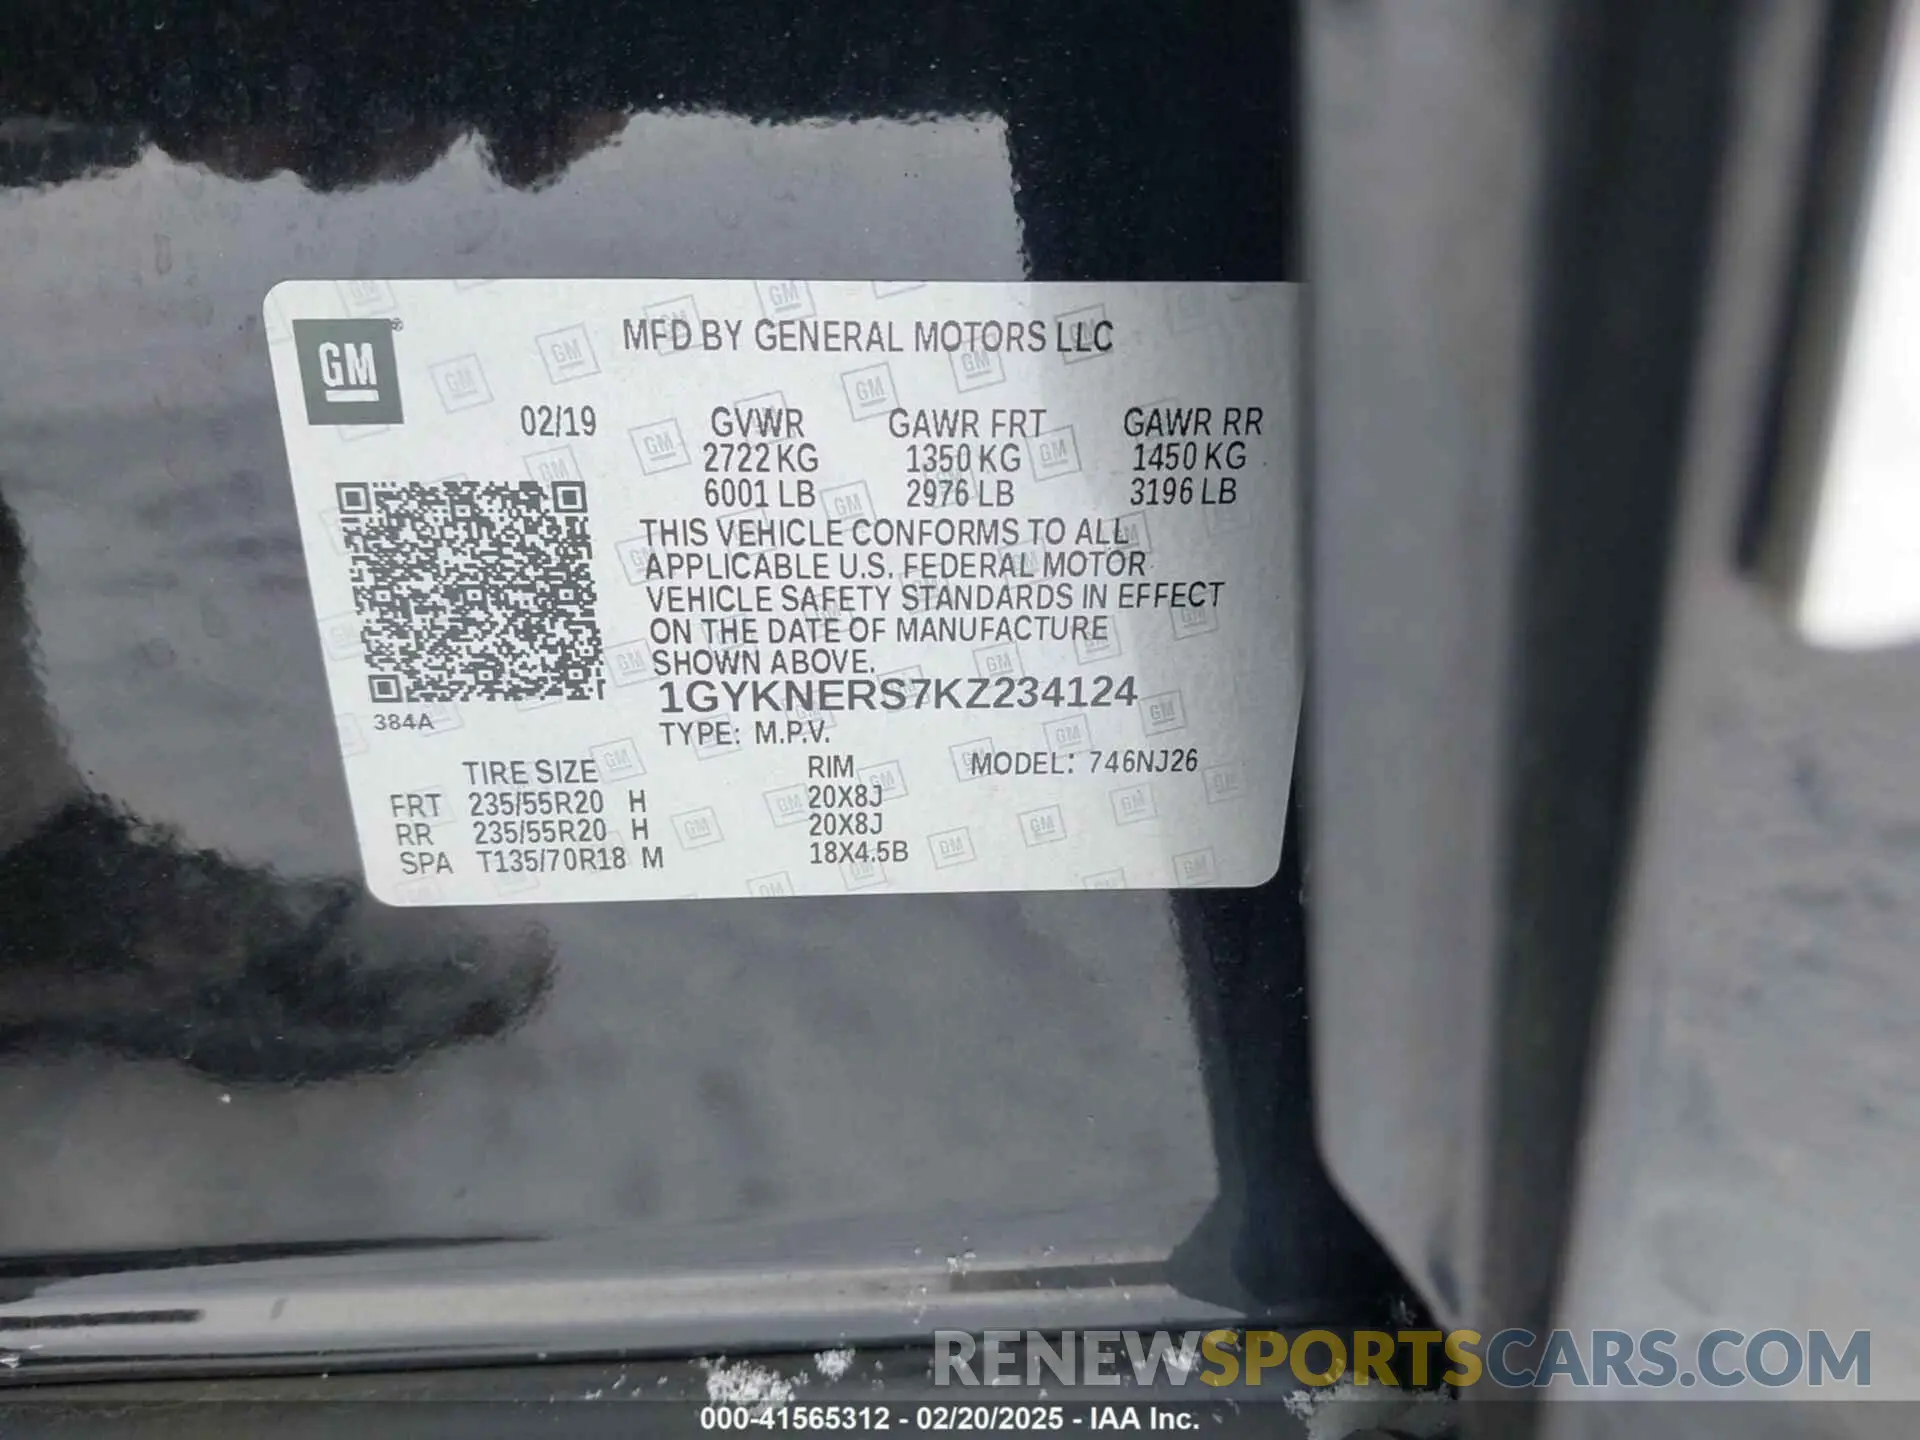 GM ®
MFD BY GENERAL MOTORS LLC
02/19 GVWR GAWR FRT GAWR RR
2722 KG 1350 KG 1450 KG
6001 LB 2976 LB 3196 LB
THIS VEHICLE CONFORMS TO ALL
APPLICABLE U.S. FEDERAL MOTOR
VEHICLE SAFETY STANDARDS IN EFFECT
ON THE DATE OF MANUFACTURE
SHOWN ABOVE.
1GYKNERS7KZ234124
384A
TYPE: M.P.V.
TIRE SIZE RIM MODEL: 746NJ26
FRT 235/55R20 H 20X8J
RR 235/55R20 H 20X8J
SPA T135/70R18 M 18X4.5B
RENEWSPORTSCARS.COM
000-41565312 - 02/20/2025 - IAA Inc.